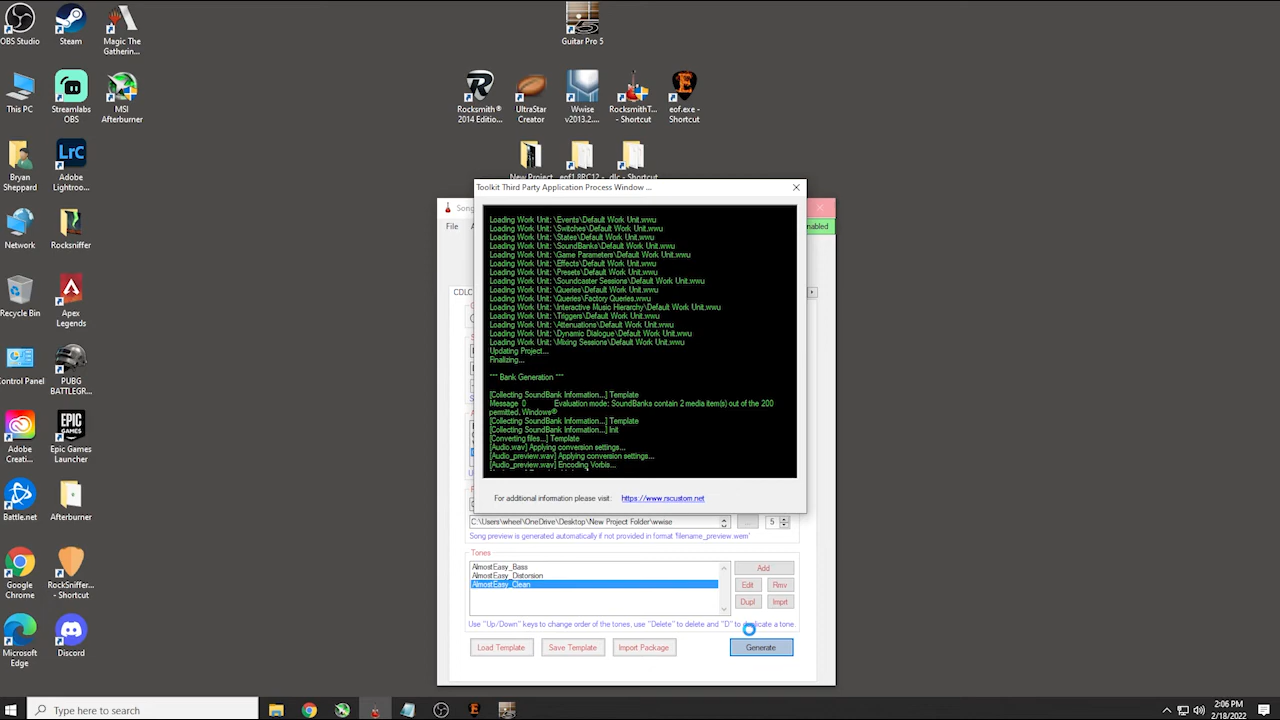 OBS Studio
Steam
Magic The
Gatherin...
Guitar Pro 5
This PC
Streamlabs
OBS
MSI
Afterburner
Rocksmith®
2014 Editio...
UltraStar
Creator
Wwise
v2013.2....
RocksmithT...
- Shortcut
eof.exe -
Shortcut
Bryan
Sheppard
Adobe
Lightroo...
New Project
eof1.8RC12 -
dlc - Shortcut
Network
Rocksniffer
Recycle Bin
Apex
Legends
Control Panel
PUBG
BATTLEGR...
Adobe
Creati...
Epic Games
Launcher
Battle.net
Afterburner
Google
Chrome
RockSniffer...
- Shortcut
Microsoft
Edge
Discord
Toolkit Third Party Application Process Window ...
Loading Work Unit: \Events\Default Work Unit.wwu
Loading Work Unit: \Switches\Default Work Unit.wwu
Loading Work Unit: \States\Default Work Unit.wwu
Loading Work Unit: \SoundBanks\Default Work Unit.wwu
Loading Work Unit: \Game Parameters\Default Work Unit.wwu
Loading Work Unit: \Effects\Default Work Unit.wwu
Loading Work Unit: \Presets\Default Work Unit.wwu
Loading Work Unit: \Soundcaster Sessions\Default Work Unit.wwu
Loading Work Unit: \Queries\Default Work Unit.wwu
Loading Work Unit: \Queries\Factory Queries.wwu
Loading Work Unit: \Interactive Music Hierarchy\Default Work Unit.wwu
Loading Work Unit: \Triggers\Default Work Unit.wwu
Loading Work Unit: \Attenuations\Default Work Unit.wwu
Loading Work Unit: \Dynamic Dialogue\Default Work Unit.wwu
Loading Work Unit: \Mixing Sessions\Default Work Unit.wwu
Updating Project...
Finalizing...
*** Bank Generation ***
[Collecting SoundBank Information...] Template
Message 0 Evaluation mode: SoundBanks contain 2 media item(s) out of the 200
permitted. Windows®
[Collecting SoundBank Information...] Template
[Collecting SoundBank Information...] Init
[Converting files...] Template
[Audio.wav] Applying conversion settings...
[Audio_preview.wav] Applying conversion settings...
[Audio_preview.wav] Encoding Vorbis...
For additional information please visit: https://www.rscustom.net
Song
File
nabled
CDLC
C:\Users\wheel\OneDrive\Desktop\New Project Folder\wwise
...
5
Song preview is generated automatically if not provided in format 'filename_preview.wem'
Tones
AlmostEasy_Bass
AlmostEasy_Distorsion
AlmostEasy_Clean
Add
Edit
Rmv
Dupl
Imprt
Use "Up/Down" keys to change order of the tones, use "Delete" to delete and "D" to duplicate a tone.
Load Template
Save Template
Import Package
Generate
Type here to search
2:06 PM
2/18/2022